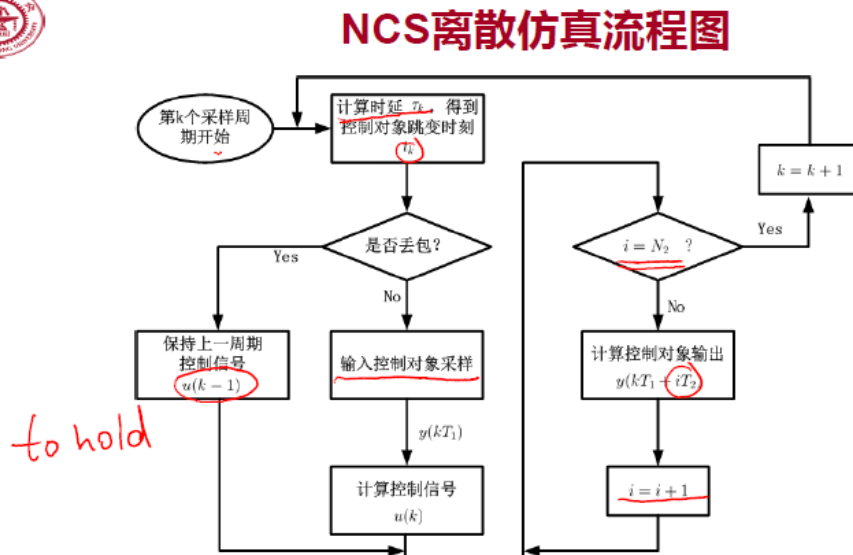 NCS离散仿真流程图
第k个采样周
期开始
计算时延 τk，得到
控制对象跳变时刻
tk
是否丢包？
Yes
No
保持上一周期
控制信号
u(k − 1)
to hold
输入控制对象采样
y(kT1)
计算控制信号
u(k)
i = N2 ？
Yes
No
k = k + 1
计算控制对象输出
y(kT1 + iT2)
i = i + 1